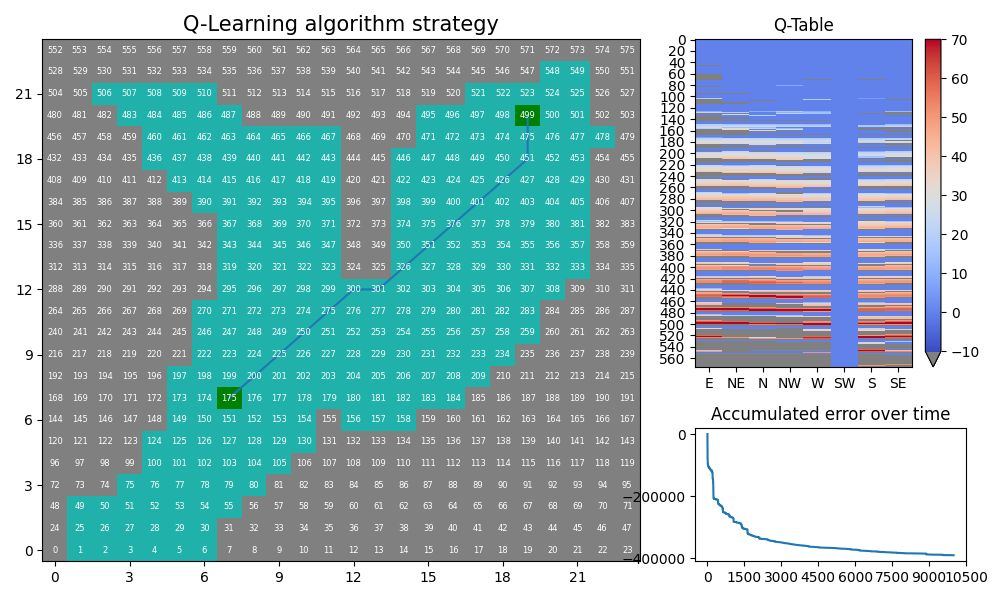 Q-Learning algorithm strategy
552 553 554 555 556 557 558 559 560 561 562 563 564 565 566 567 568 569 570 571 572 573 574 575
528 529 530 531 532 533 534 535 536 537 538 539 540 541 542 543 544 545 546 547 548 549 550 551
21 504 505 506 507 508 509 510 511 512 513 514 515 516 517 518 519 520 521 522 523 524 525 526 527
480 481 482 483 484 485 486 487 488 489 490 491 492 493 494 495 496 497 498 499 500 501 502 503
456 457 458 459 460 461 462 463 464 465 466 467 468 469 470 471 472 473 474 475 476 477 478 479
18 432 433 434 435 436 437 438 439 440 441 442 443 444 445 446 447 448 449 450 451 452 453 454 455
408 409 410 411 412 413 414 415 416 417 418 419 420 421 422 423 424 425 426 427 428 429 430 431
384 385 386 387 388 389 390 391 392 393 394 395 396 397 398 399 400 401 402 403 404 405 406 407
15 360 361 362 363 364 365 366 367 368 369 370 371 372 373 374 375 376 377 378 379 380 381 382 383
336 337 338 339 340 341 342 343 344 345 346 347 348 349 350 351 352 353 354 355 356 357 358 359
312 313 314 315 316 317 318 319 320 321 322 323 324 325 326 327 328 329 330 331 332 333 334 335
12 288 289 290 291 292 293 294 295 296 297 298 299 300 301 302 303 304 305 306 307 308 309 310 311
264 265 266 267 268 269 270 271 272 273 274 275 276 277 278 279 280 281 282 283 284 285 286 287
240 241 242 243 244 245 246 247 248 249 250 251 252 253 254 255 256 257 258 259 260 261 262 263
9 216 217 218 219 220 221 222 223 224 225 226 227 228 229 230 231 232 233 234 235 236 237 238 239
192 193 194 195 196 197 198 199 200 201 202 203 204 205 206 207 208 209 210 211 212 213 214 215
168 169 170 171 172 173 174 175 176 177 178 179 180 181 182 183 184 185 186 187 188 189 190 191
6 144 145 146 147 148 149 150 151 152 153 154 155 156 157 158 159 160 161 162 163 164 165 166 167
120 121 122 123 124 125 126 127 128 129 130 131 132 133 134 135 136 137 138 139 140 141 142 143
96 97 98 99 100 101 102 103 104 105 106 107 108 109 110 111 112 113 114 115 116 117 118 119
3 72 73 74 75 76 77 78 79 80 81 82 83 84 85 86 87 88 89 90 91 92 93 94 95
48 49 50 51 52 53 54 55 56 57 58 59 60 61 62 63 64 65 66 67 68 69 70 71
24 25 26 27 28 29 30 31 32 33 34 35 36 37 38 39 40 41 42 43 44 45 46 47
0 0 1 2 3 4 5 6 7 8 9 10 11 12 13 14 15 16 17 18 19 20 21 22 23
0 3 6 9 12 15 18 21
Q-Table
0
20
40
60
80
100
120
140
160
180
200
220
240
260
280
300
320
340
360
380
400
420
440
460
480
500
520
540
560
E NE N NW W SW S SE
70
60
50
40
30
20
10
0
−10
Accumulated error over time
0
−200000
−400000
0 1500 3000 4500 6000 7500 9000 10500